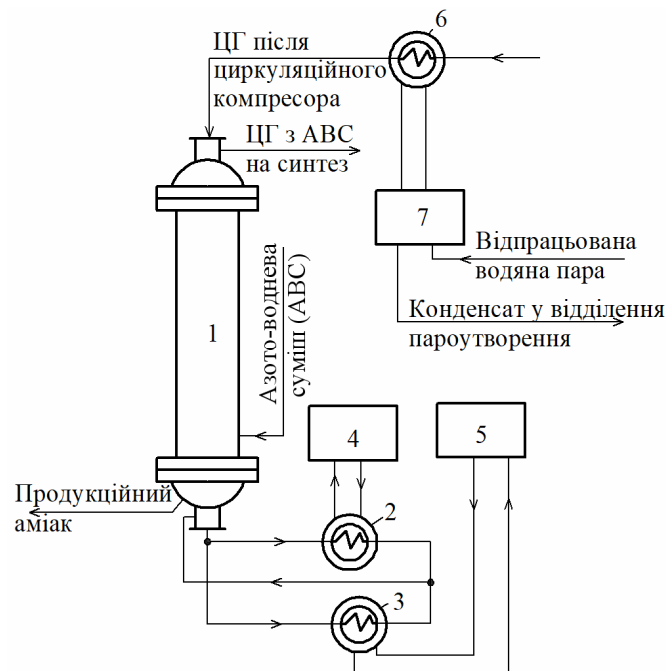 6
ЦГ після
циркуляційного
компресора
ЦГ з АВС
на синтез
7
Відпрацьована
водяна пара
Конденсат у відділення
пароутворення
1
Азото-воднева
суміш (АВС)
4
5
Продукційний
аміак
2
3